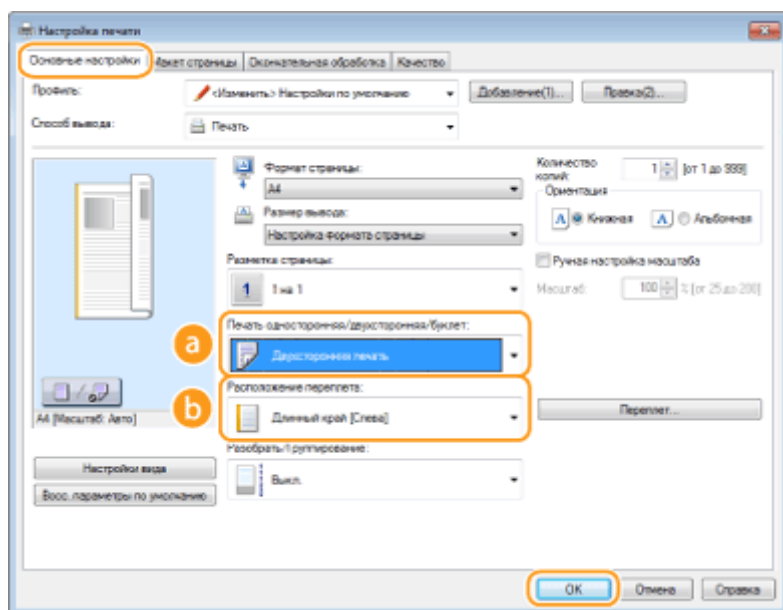 Настройка печати
Основные настройки Макет страницы Окончательная обработка Качество
Профиль: <Изменить> Настройки по умолчанию Добавление(1)... Правка(2)...
Способ вывода: Печать
Формат страницы:
A4
Размер вывода:
Настройка формата страницы
Разметка страницы:
1 1 на 1
Количество копий: 1 [от 1 до 999]
Ориентация
A Книжная A Альбомная
Ручная настройка масштаба
Масштаб: 100 % [от 25 до 200]
a
Печать односторонняя/двухсторонняя/буклет:
Двухсторонняя печать
b
Расположение переплета:
Длинный край [Слева]
Переплет...
A4 [Масштаб: Авто]
Разобрать/Группирование:
Выкл.
Настройки вида
Восс. параметры по умолчанию
OK Отмена Справка